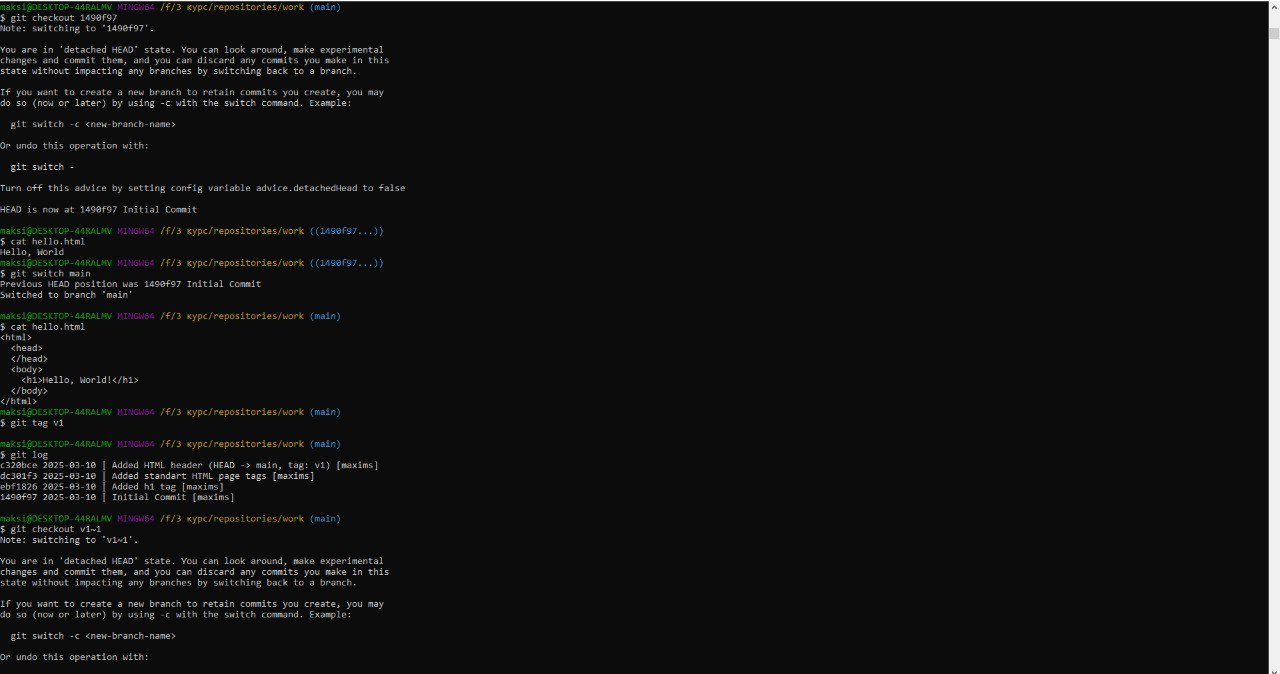 maksi@DESKTOP-44RALMV MINGW64 /f/3 курс/repositories/work (main)
$ git checkout 1490f97
Note: switching to '1490f97'.

You are in 'detached HEAD' state. You can look around, make experimental
changes and commit them, and you can discard any commits you make in this
state without impacting any branches by switching back to a branch.

If you want to create a new branch to retain commits you create, you may
do so (now or later) by using -c with the switch command. Example:

  git switch -c <new-branch-name>

Or undo this operation with:

  git switch -

Turn off this advice by setting config variable advice.detachedHead to false

HEAD is now at 1490f97 Initial Commit

maksi@DESKTOP-44RALMV MINGW64 /f/3 курс/repositories/work ((1490f97...))
$ cat hello.html
Hello, World
maksi@DESKTOP-44RALMV MINGW64 /f/3 курс/repositories/work ((1490f97...))
$ git switch main
Previous HEAD position was 1490f97 Initial Commit
Switched to branch 'main'

maksi@DESKTOP-44RALMV MINGW64 /f/3 курс/repositories/work (main)
$ cat hello.html
<html>
  <head>
  </head>
  <body>
    <h1>Hello, World!</h1>
  </body>
</html>
maksi@DESKTOP-44RALMV MINGW64 /f/3 курс/repositories/work (main)
$ git tag v1

maksi@DESKTOP-44RALMV MINGW64 /f/3 курс/repositories/work (main)
$ git log
c320bce 2025-03-10 | Added HTML header (HEAD -> main, tag: v1) [maxims]
dc301f3 2025-03-10 | Added standart HTML page tags [maxims]
ebf1826 2025-03-10 | Added h1 tag [maxims]
1490f97 2025-03-10 | Initial Commit [maxims]

maksi@DESKTOP-44RALMV MINGW64 /f/3 курс/repositories/work (main)
$ git checkout v1~1
Note: switching to 'v1~1'.

You are in 'detached HEAD' state. You can look around, make experimental
changes and commit them, and you can discard any commits you make in this
state without impacting any branches by switching back to a branch.

If you want to create a new branch to retain commits you create, you may
do so (now or later) by using -c with the switch command. Example:

  git switch -c <new-branch-name>

Or undo this operation with: